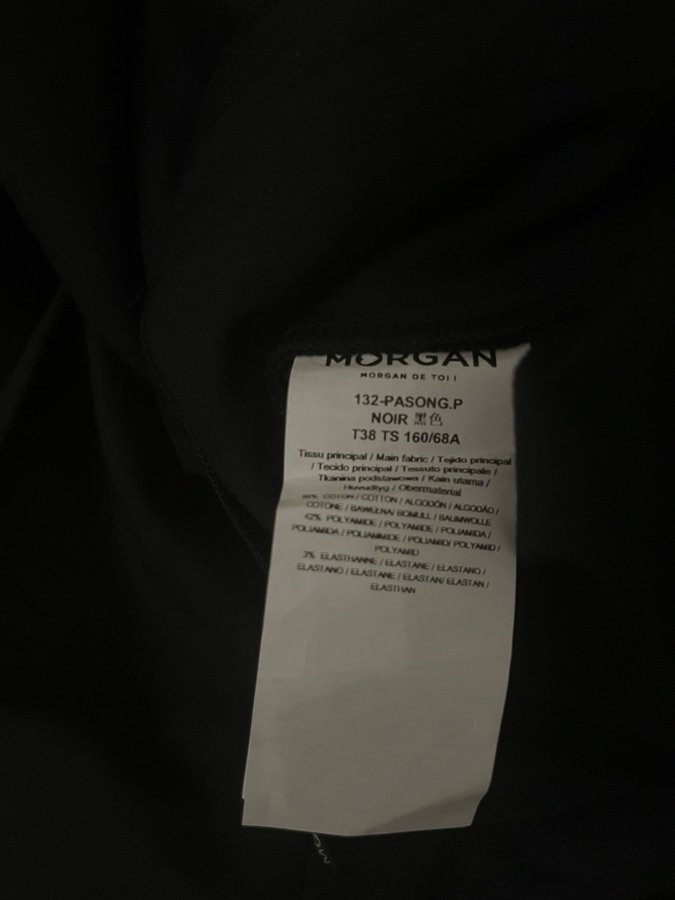 MORGAN
MORGAN DE TOI !
132-PASONG.P
NOIR 黑色
T38 TS 160/68A
Tissu principal / Main fabric / Tejido principal
/ Tecido principal / Tessuto principale /
Tkanina podstawowa / Kain utama /
Huvudtyg / Obermaterial
COTON / COTTON / ALGODÓN / ALGODÃO /
COTONE / BAWEŁNA/ BOMULL / BAUMWOLLE
42% POLYAMIDE / POLYAMIDE / POLIAMIDA /
POLIAMIDA / POLIAMMIDE / POLIAMID/ POLYAMID /
POLYAMID
3% ELASTHANNE / ELASTANE / ELASTANO /
ELASTANO / ELASTANE / ELASTAN/ ELASTAN /
ELASTHAN